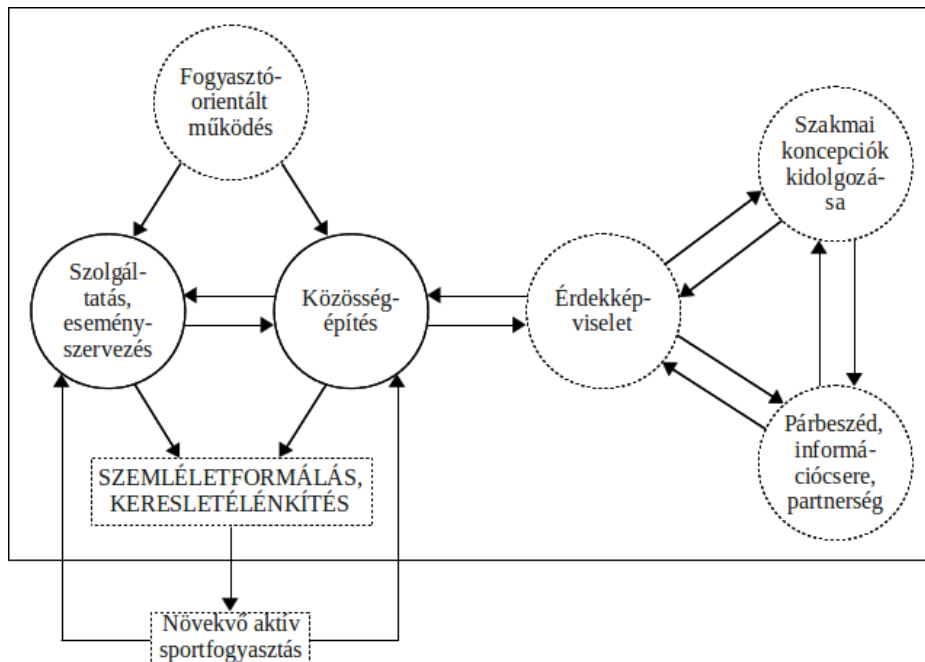 Fogyasztó-
orientált
működés
Szakmai
koncepciók
kidolgozá-
sa
Szolgál-
tatás,
esemény-
szervezés
Közösség-
építés
Érdekkép-
viselet
Párbeszéd,
informá-
ciócsere,
partnerség
SZEMLÉLETFORMÁLÁS,
KERESLETÉLÉNKÍTÉS
Növekvő aktív
sportfogyasztás